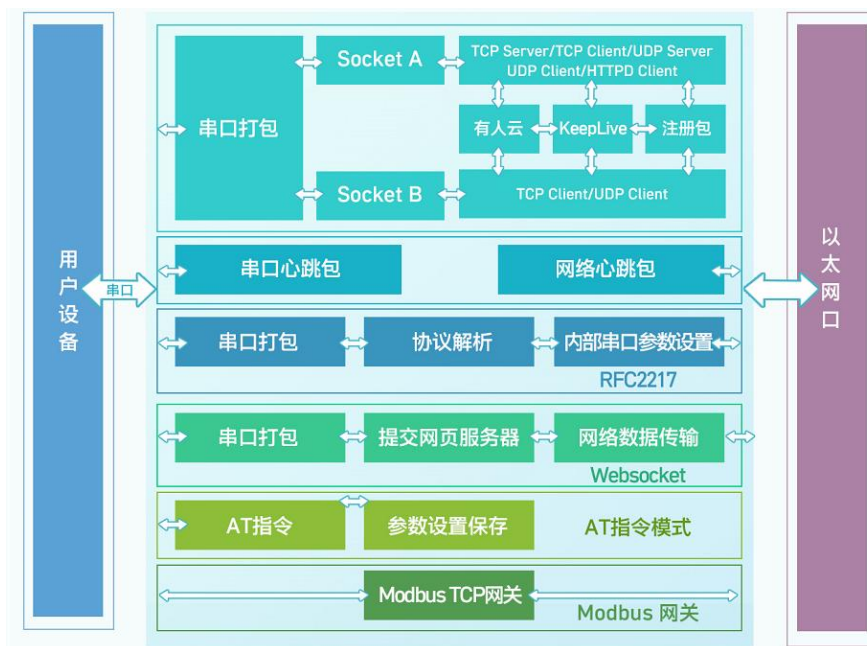 用户设备
串口
串口打包
Socket A
TCP Server/TCP Client/UDP Server
UDP Client/HTTPD Client
有人云
KeepLive
注册包
Socket B
TCP Client/UDP Client
串口心跳包
网络心跳包
串口打包
协议解析
内部串口参数设置
RFC2217
串口打包
提交网页服务器
网络数据传输
Websocket
AT指令
参数设置保存
AT指令模式
Modbus TCP网关
Modbus 网关
以太网口